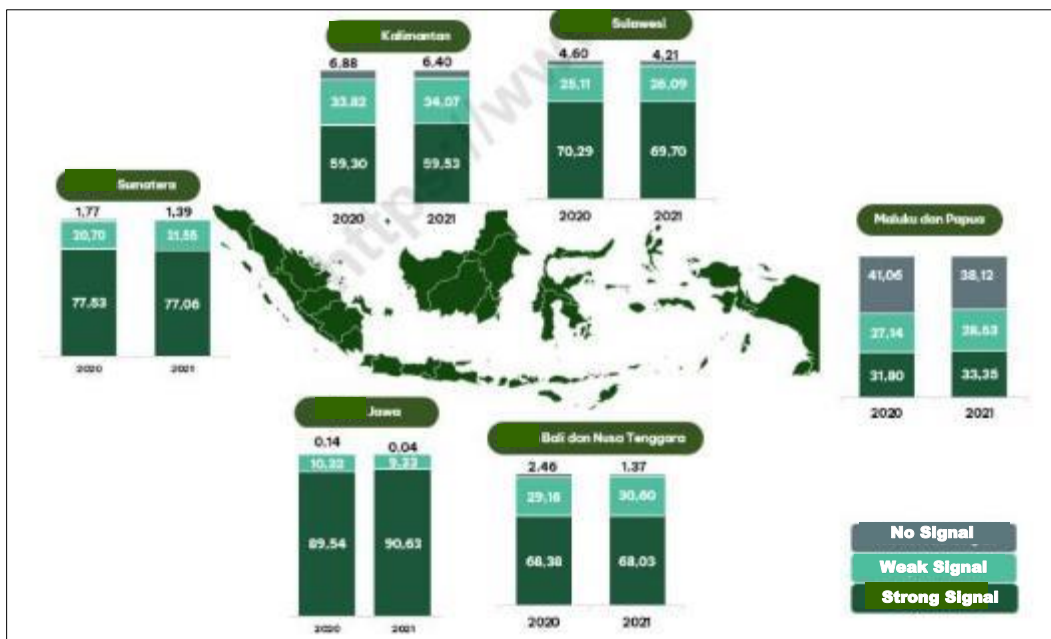 Kalimantan
6,88 6,40
33,82 34,07
59,30 59,53
2020 2021
Sulawesi
4,60 4,21
25,11 26,09
70,29 69,70
2020 2021
Sumatera
1,77 1,39
20,70 21,55
77,53 77,06
2020 2021
Maluku dan Papua
41,06 38,12
27,14 28,53
31,80 33,35
2020 2021
Jawa
0,14 0,04
10,32 9,33
89,54 90,63
2020 2021
Bali dan Nusa Tenggara
2,46 1,37
29,16 30,60
68,38 68,03
2020 2021
No Signal
Weak Signal
Strong Signal
https://www.